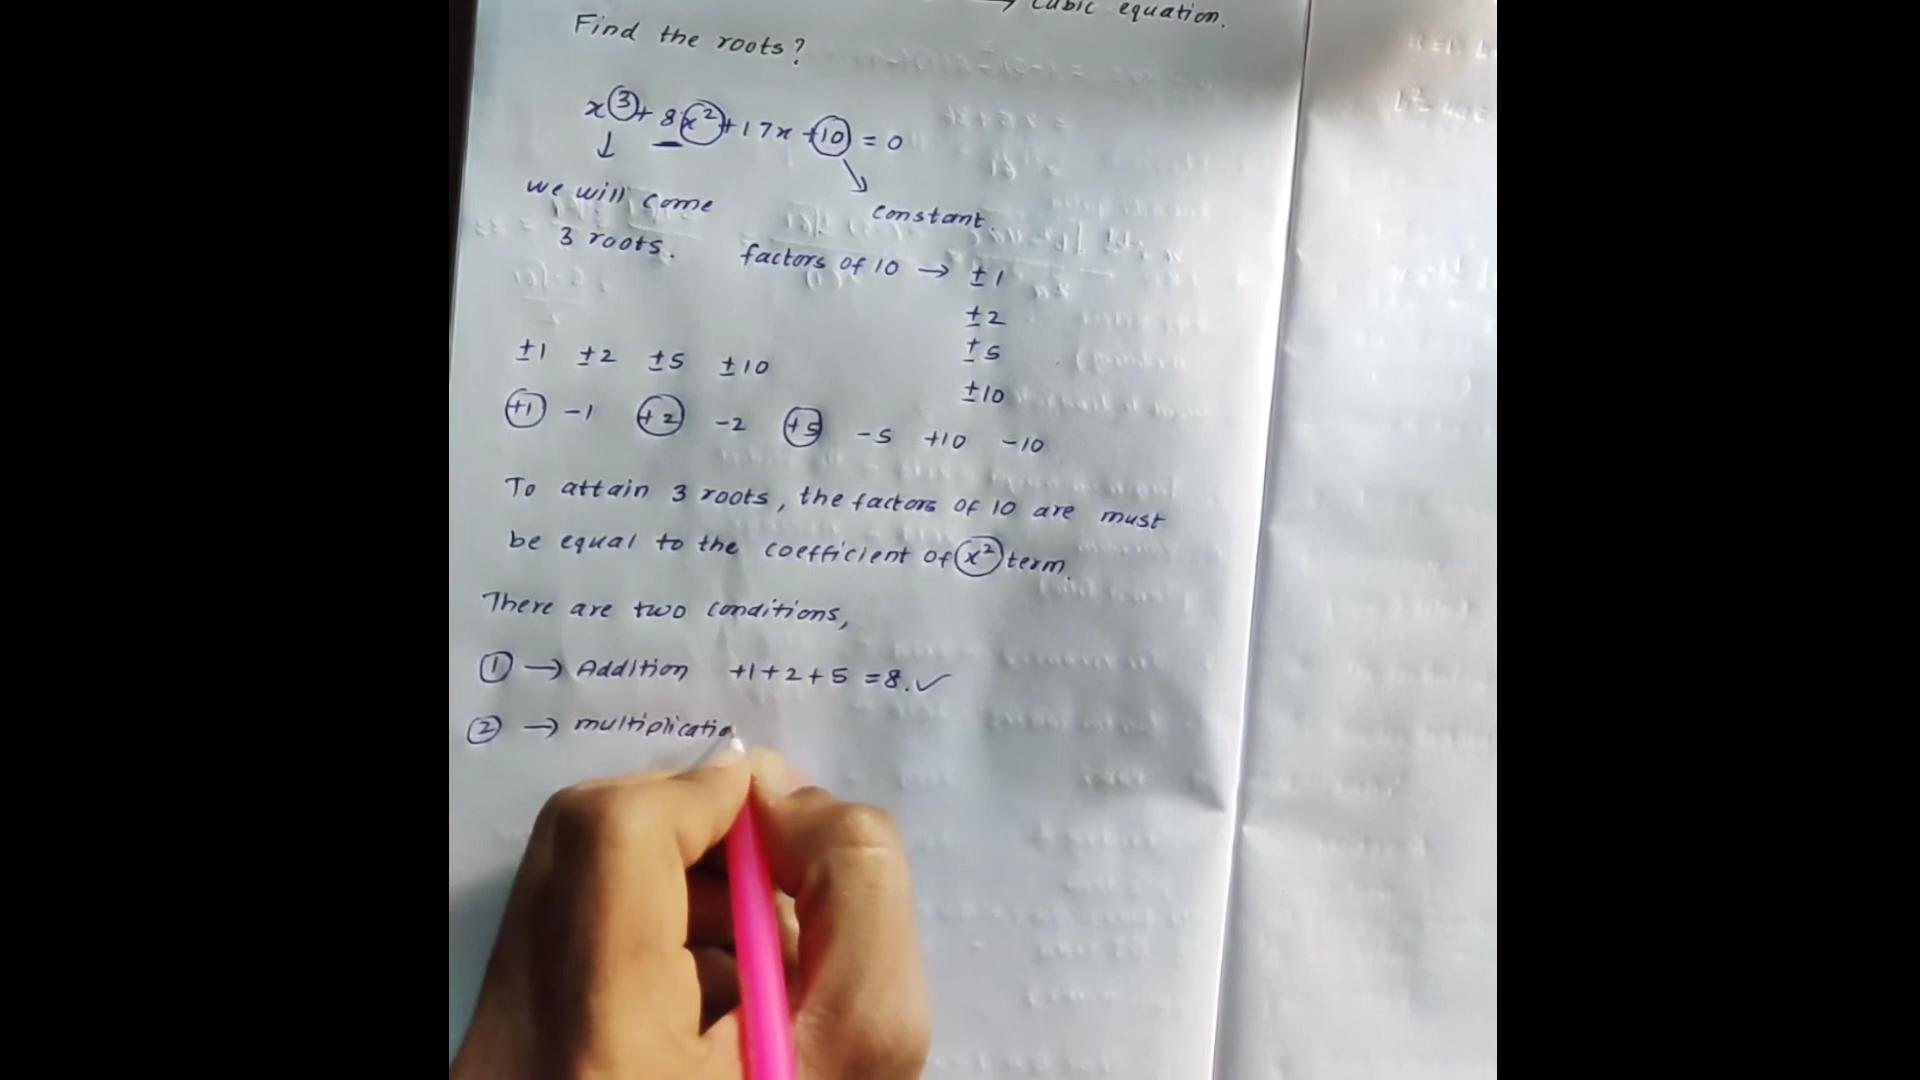 → cubic equation.
Find the roots?
x³ + 8x² + 17x + 10 = 0
↓
we will come
3 roots.
constant.
factors of 10 → ±1
±2
±5
±10
±1 ±2 ±5 ±10
+1 -1 +2 -2 +5 -5 +10 -10
To attain 3 roots, the factors of 10 are must
be equal to the coefficient of x² term.
There are two conditions,
① → Addition +1+2+5 =8. ✓
② → multiplicatio